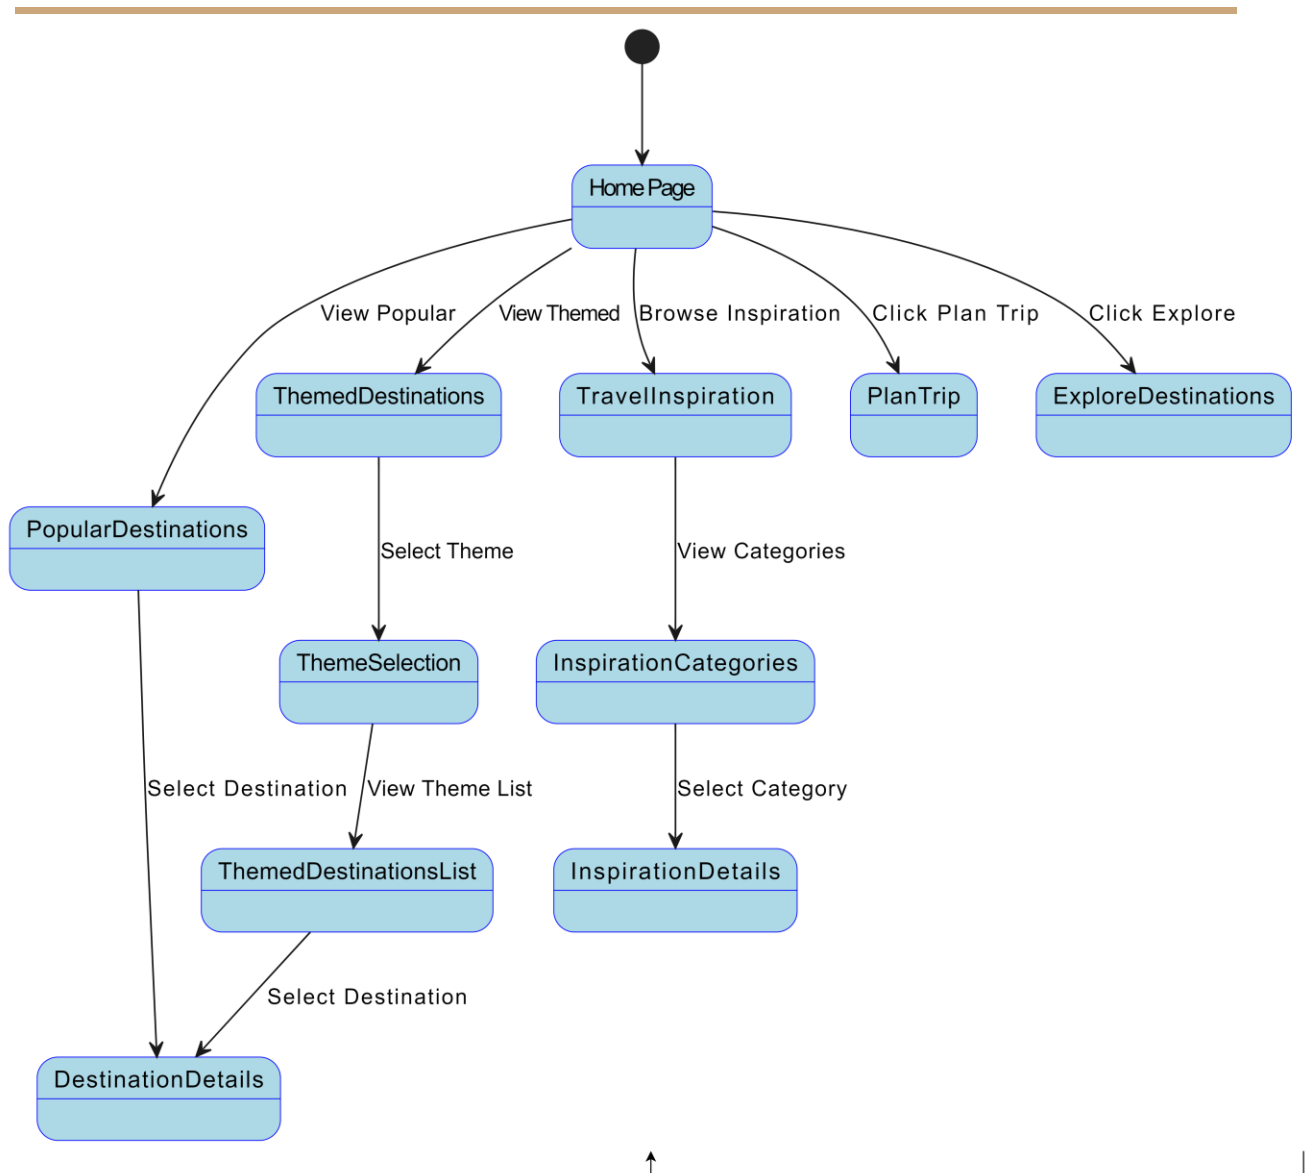 Home Page
View Popular
View Themed
Browse Inspiration
Click Plan Trip
Click Explore
ThemedDestinations
TravelInspiration
PlanTrip
ExploreDestinations
PopularDestinations
Select Theme
View Categories
ThemeSelection
InspirationCategories
Select Destination
View Theme List
Select Category
ThemedDestinationsList
InspirationDetails
Select Destination
DestinationDetails